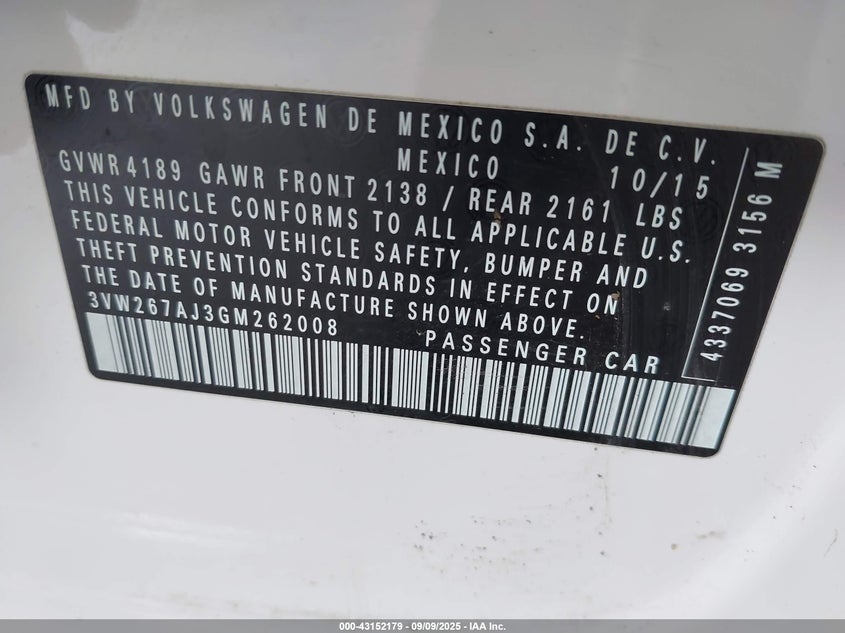 MFD BY VOLKSWAGEN DE MEXICO S.A. DE C.V.
MEXICO 10/15
GVWR 4189 GAWR FRONT 2138 / REAR 2161 LBS
THIS VEHICLE CONFORMS TO ALL APPLICABLE U.S.
FEDERAL MOTOR VEHICLE SAFETY, BUMPER AND
THEFT PREVENTION STANDARDS IN EFFECT ON
THE DATE OF MANUFACTURE SHOWN ABOVE.
3VW267AJ3GM262008 PASSENGER CAR
4337069 3156 M
000-43152179 - 09/09/2025 - IAA Inc.